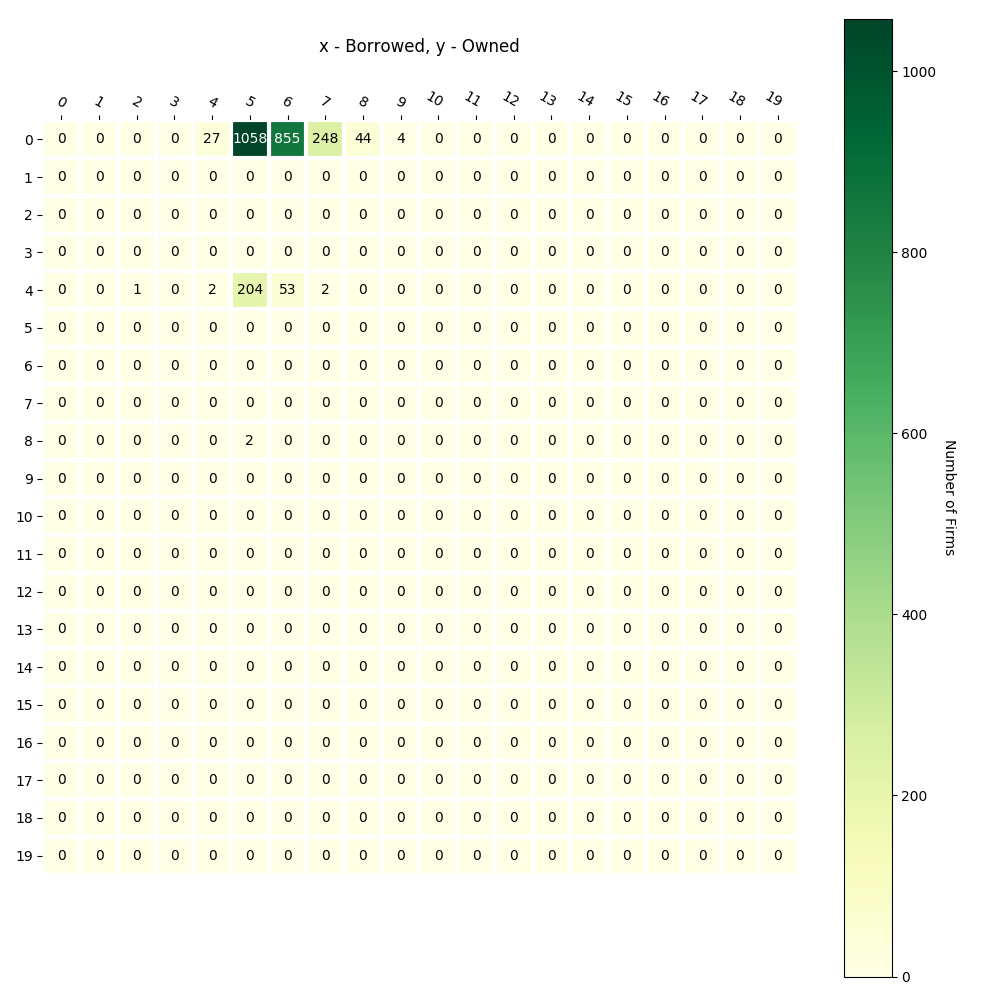 x - Borrowed, y - Owned
0 1 2 3 4 5 6 7 8 9 10 11 12 13 14 15 16 17 18 19
0 0 0 0 0 27 1058 855 248 44 4 0 0 0 0 0 0 0 0 0 0
1 0 0 0 0 0 0 0 0 0 0 0 0 0 0 0 0 0 0 0 0
2 0 0 0 0 0 0 0 0 0 0 0 0 0 0 0 0 0 0 0 0
3 0 0 0 0 0 0 0 0 0 0 0 0 0 0 0 0 0 0 0 0
4 0 0 1 0 2 204 53 2 0 0 0 0 0 0 0 0 0 0 0 0
5 0 0 0 0 0 0 0 0 0 0 0 0 0 0 0 0 0 0 0 0
6 0 0 0 0 0 0 0 0 0 0 0 0 0 0 0 0 0 0 0 0
7 0 0 0 0 0 0 0 0 0 0 0 0 0 0 0 0 0 0 0 0
8 0 0 0 0 0 2 0 0 0 0 0 0 0 0 0 0 0 0 0 0
9 0 0 0 0 0 0 0 0 0 0 0 0 0 0 0 0 0 0 0 0
10 0 0 0 0 0 0 0 0 0 0 0 0 0 0 0 0 0 0 0 0
11 0 0 0 0 0 0 0 0 0 0 0 0 0 0 0 0 0 0 0 0
12 0 0 0 0 0 0 0 0 0 0 0 0 0 0 0 0 0 0 0 0
13 0 0 0 0 0 0 0 0 0 0 0 0 0 0 0 0 0 0 0 0
14 0 0 0 0 0 0 0 0 0 0 0 0 0 0 0 0 0 0 0 0
15 0 0 0 0 0 0 0 0 0 0 0 0 0 0 0 0 0 0 0 0
16 0 0 0 0 0 0 0 0 0 0 0 0 0 0 0 0 0 0 0 0
17 0 0 0 0 0 0 0 0 0 0 0 0 0 0 0 0 0 0 0 0
18 0 0 0 0 0 0 0 0 0 0 0 0 0 0 0 0 0 0 0 0
19 0 0 0 0 0 0 0 0 0 0 0 0 0 0 0 0 0 0 0 0
1000
800
600
400
200
0
Number of Firms